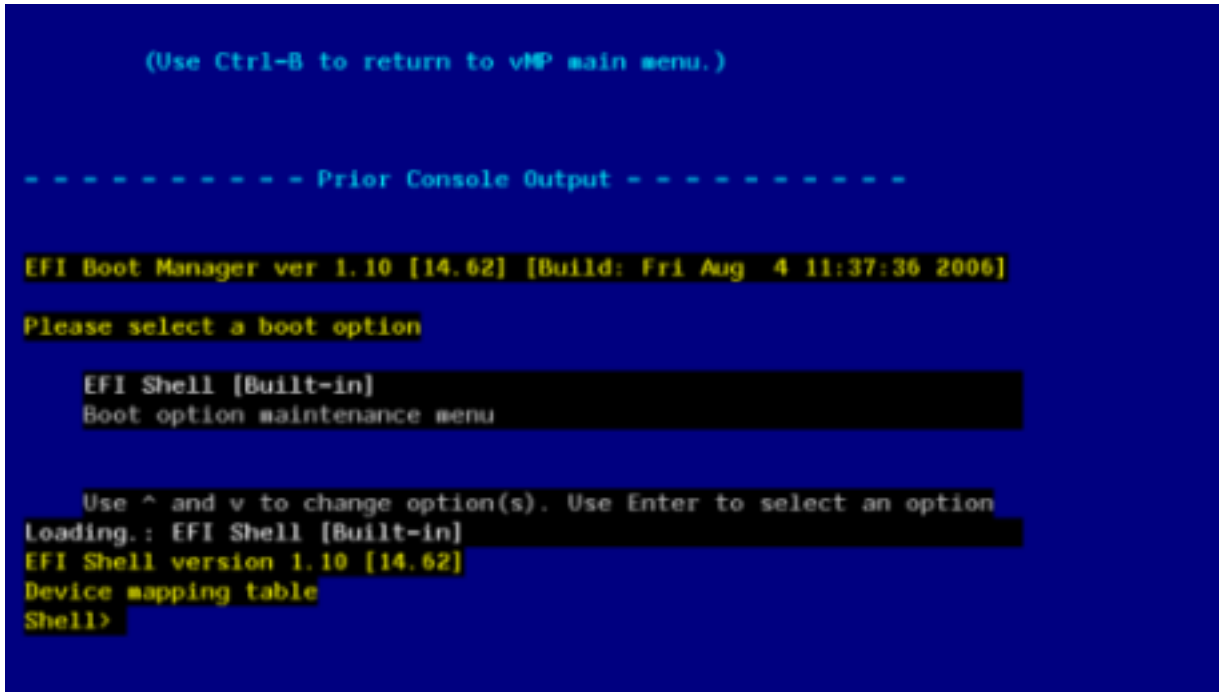 (Use Ctrl-B to return to vMP main menu.)
- - - - - - - - - - Prior Console Output - - - - - - - - - -
EFI Boot Manager ver 1.10 [14.62] [Build: Fri Aug  4 11:37:36 2006]
Please select a boot option
EFI Shell [Built-in]
Boot option maintenance menu
Use ^ and v to change option(s). Use Enter to select an option
Loading.: EFI Shell [Built-in]
EFI Shell version 1.10 [14.62]
Device mapping table
Shell>